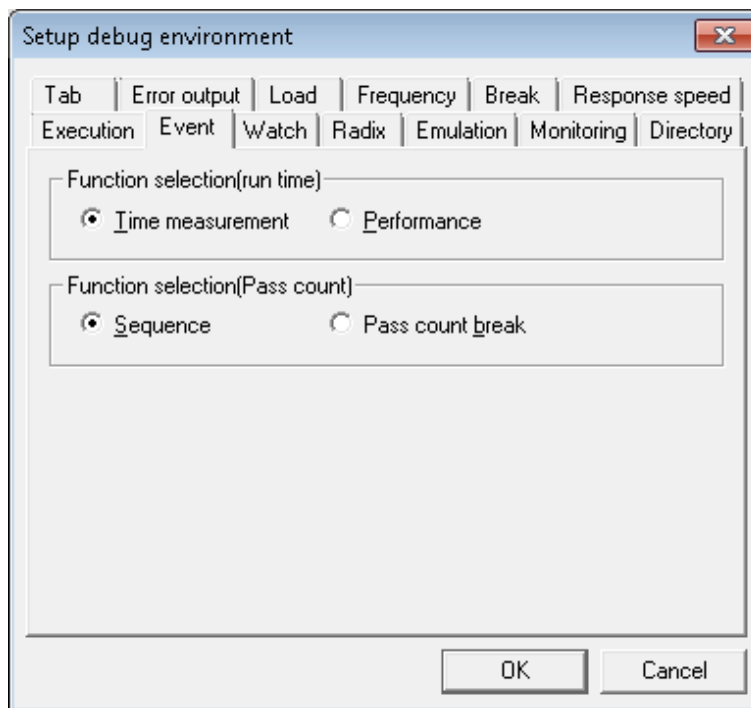 Setup debug environment
Tab Error output Load Frequency Break Response speed
Execution Event Watch Radix Emulation Monitoring Directory
Function selection(run time)
Time measurement Performance
Function selection(Pass count)
Sequence Pass count break
OK Cancel